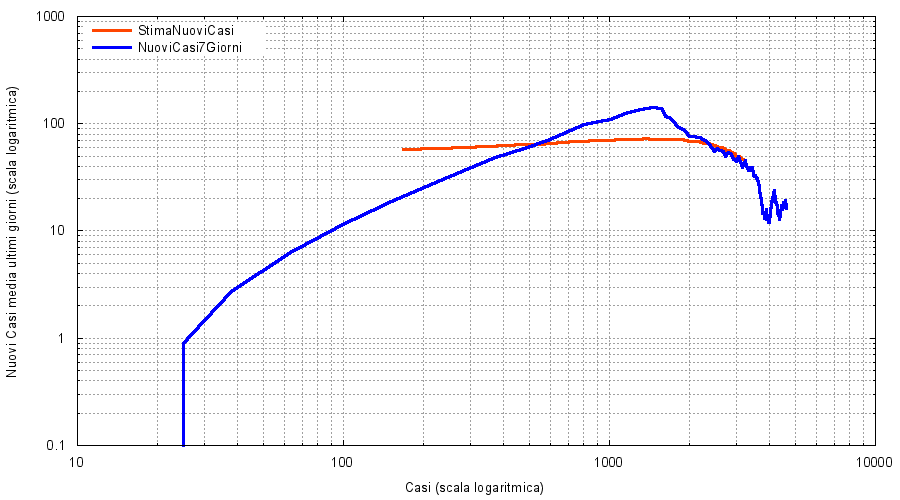 1000
100
10
1
0.1
Nuovi Casi media ultimi giorni (scala logaritmica)
StimaNuoviCasi
NuoviCasi7Giorni
10 100 1000 10000
Casi (scala logaritmica)